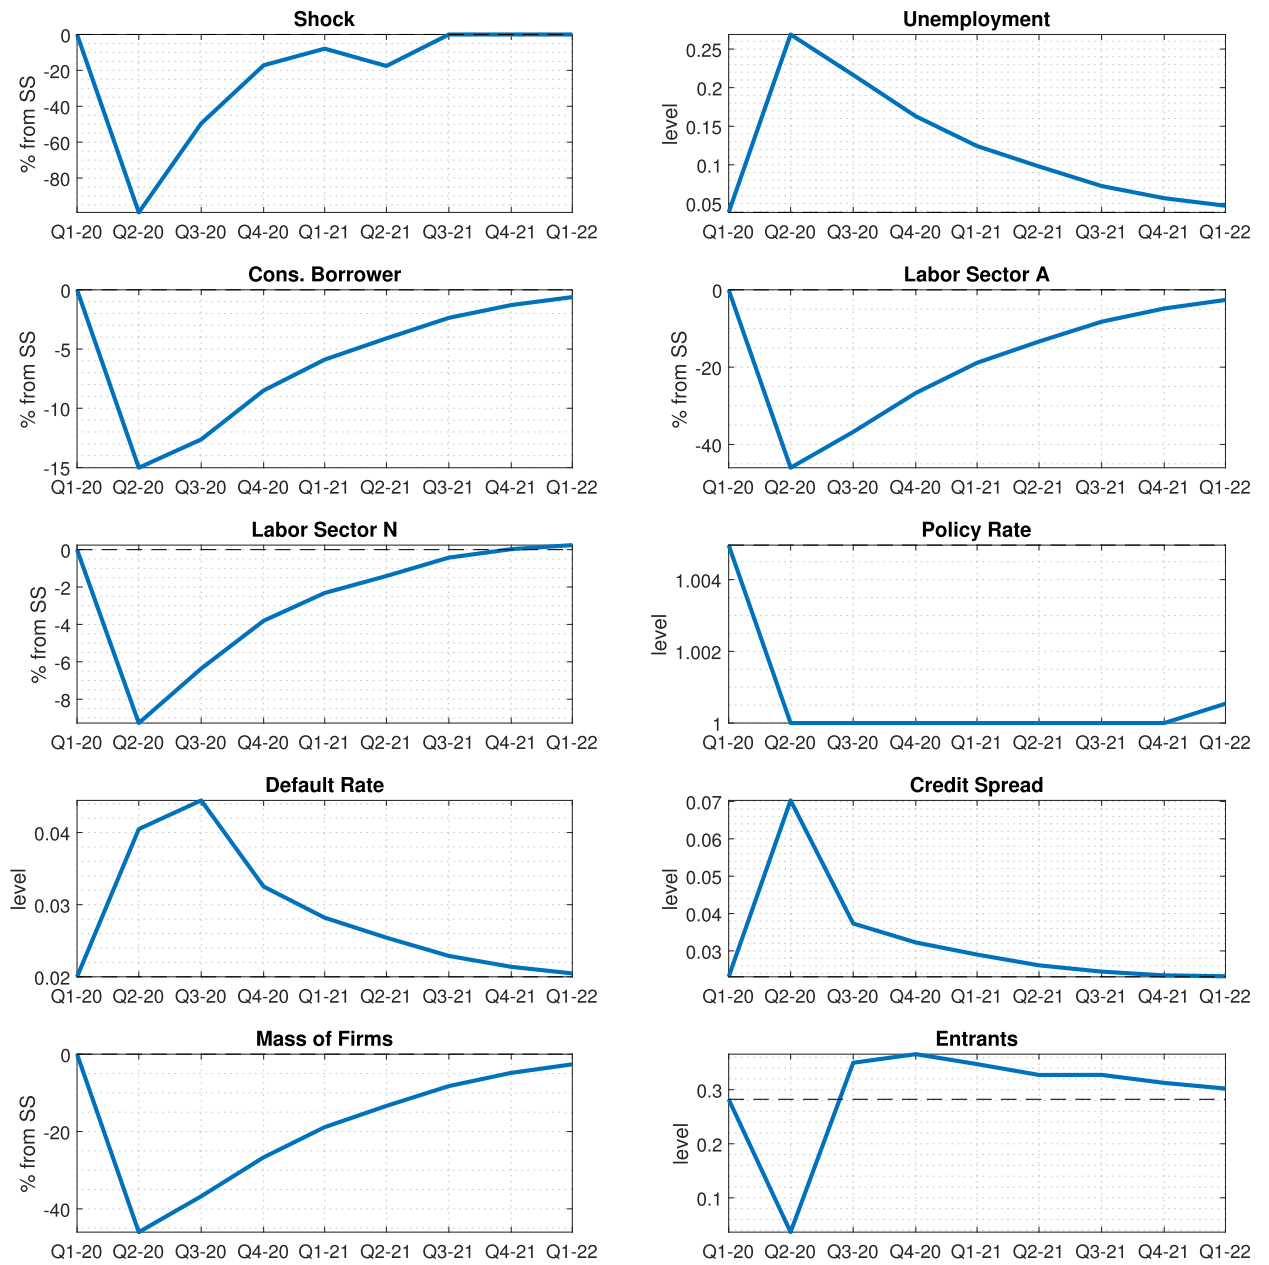 Shock
% from SS
0
-20
-40
-60
-80
Q1-20 Q2-20 Q3-20 Q4-20 Q1-21 Q2-21 Q3-21 Q4-21 Q1-22
Unemployment
level
0.25
0.2
0.15
0.1
0.05
Q1-20 Q2-20 Q3-20 Q4-20 Q1-21 Q2-21 Q3-21 Q4-21 Q1-22
Cons. Borrower
% from SS
0
-5
-10
-15
Q1-20 Q2-20 Q3-20 Q4-20 Q1-21 Q2-21 Q3-21 Q4-21 Q1-22
Labor Sector A
% from SS
0
-20
-40
Q1-20 Q2-20 Q3-20 Q4-20 Q1-21 Q2-21 Q3-21 Q4-21 Q1-22
Labor Sector N
% from SS
0
-2
-4
-6
-8
Q1-20 Q2-20 Q3-20 Q4-20 Q1-21 Q2-21 Q3-21 Q4-21 Q1-22
Policy Rate
level
1.004
1.002
1
Q1-20 Q2-20 Q3-20 Q4-20 Q1-21 Q2-21 Q3-21 Q4-21 Q1-22
Default Rate
level
0.04
0.03
0.02
Q1-20 Q2-20 Q3-20 Q4-20 Q1-21 Q2-21 Q3-21 Q4-21 Q1-22
Credit Spread
level
0.07
0.06
0.05
0.04
0.03
Q1-20 Q2-20 Q3-20 Q4-20 Q1-21 Q2-21 Q3-21 Q4-21 Q1-22
Mass of Firms
% from SS
0
-20
-40
Q1-20 Q2-20 Q3-20 Q4-20 Q1-21 Q2-21 Q3-21 Q4-21 Q1-22
Entrants
level
0.3
0.2
0.1
Q1-20 Q2-20 Q3-20 Q4-20 Q1-21 Q2-21 Q3-21 Q4-21 Q1-22